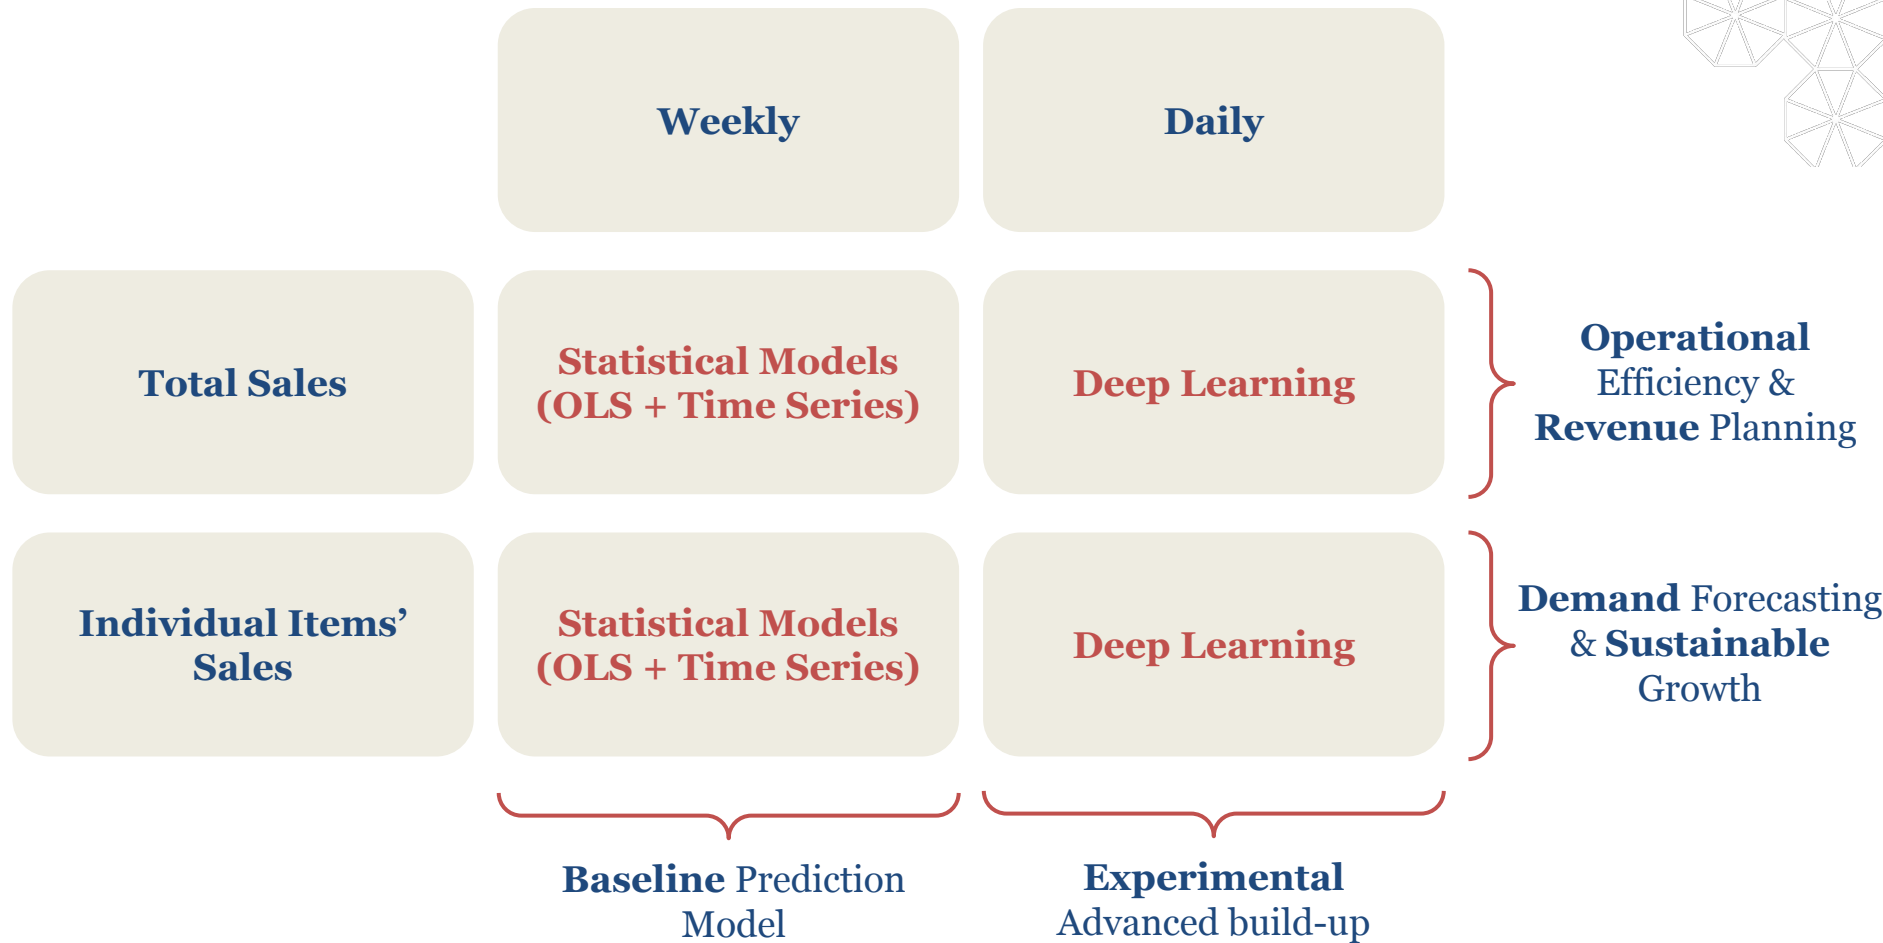 Weekly
Daily
Total Sales
Statistical Models
(OLS + Time Series)
Deep Learning
Operational
Efficiency &
Revenue Planning
Individual Items’
Sales
Statistical Models
(OLS + Time Series)
Deep Learning
Demand Forecasting
& Sustainable
Growth
Baseline Prediction
Model
Experimental
Advanced build-up